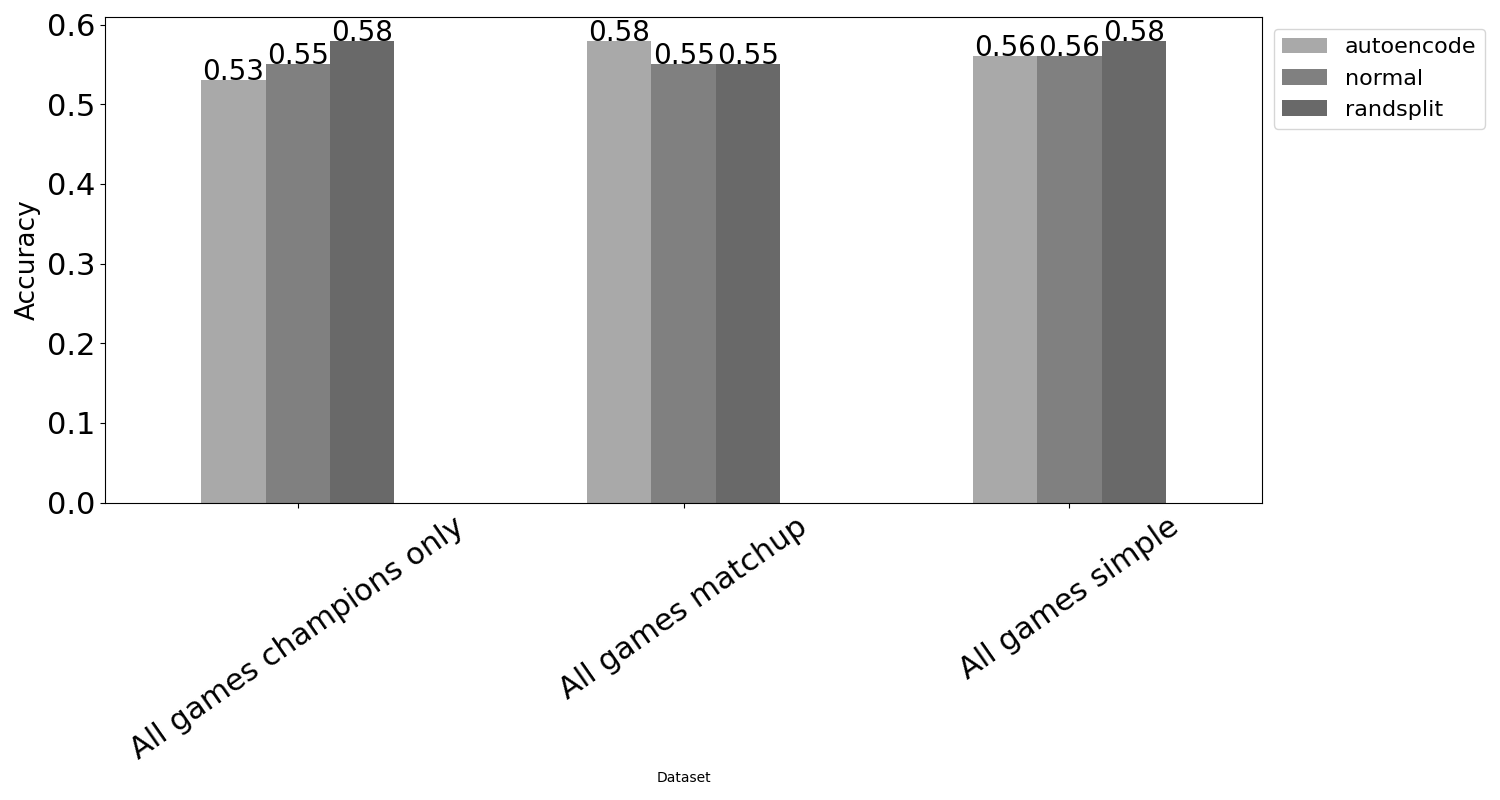 0.6
0.5
0.4
0.3
0.2
0.1
0.0
Accuracy
0.53
0.55
0.58
0.58
0.55
0.55
0.56
0.56
0.58
autoencode
normal
randsplit
All games champions only
All games matchup
All games simple
Dataset